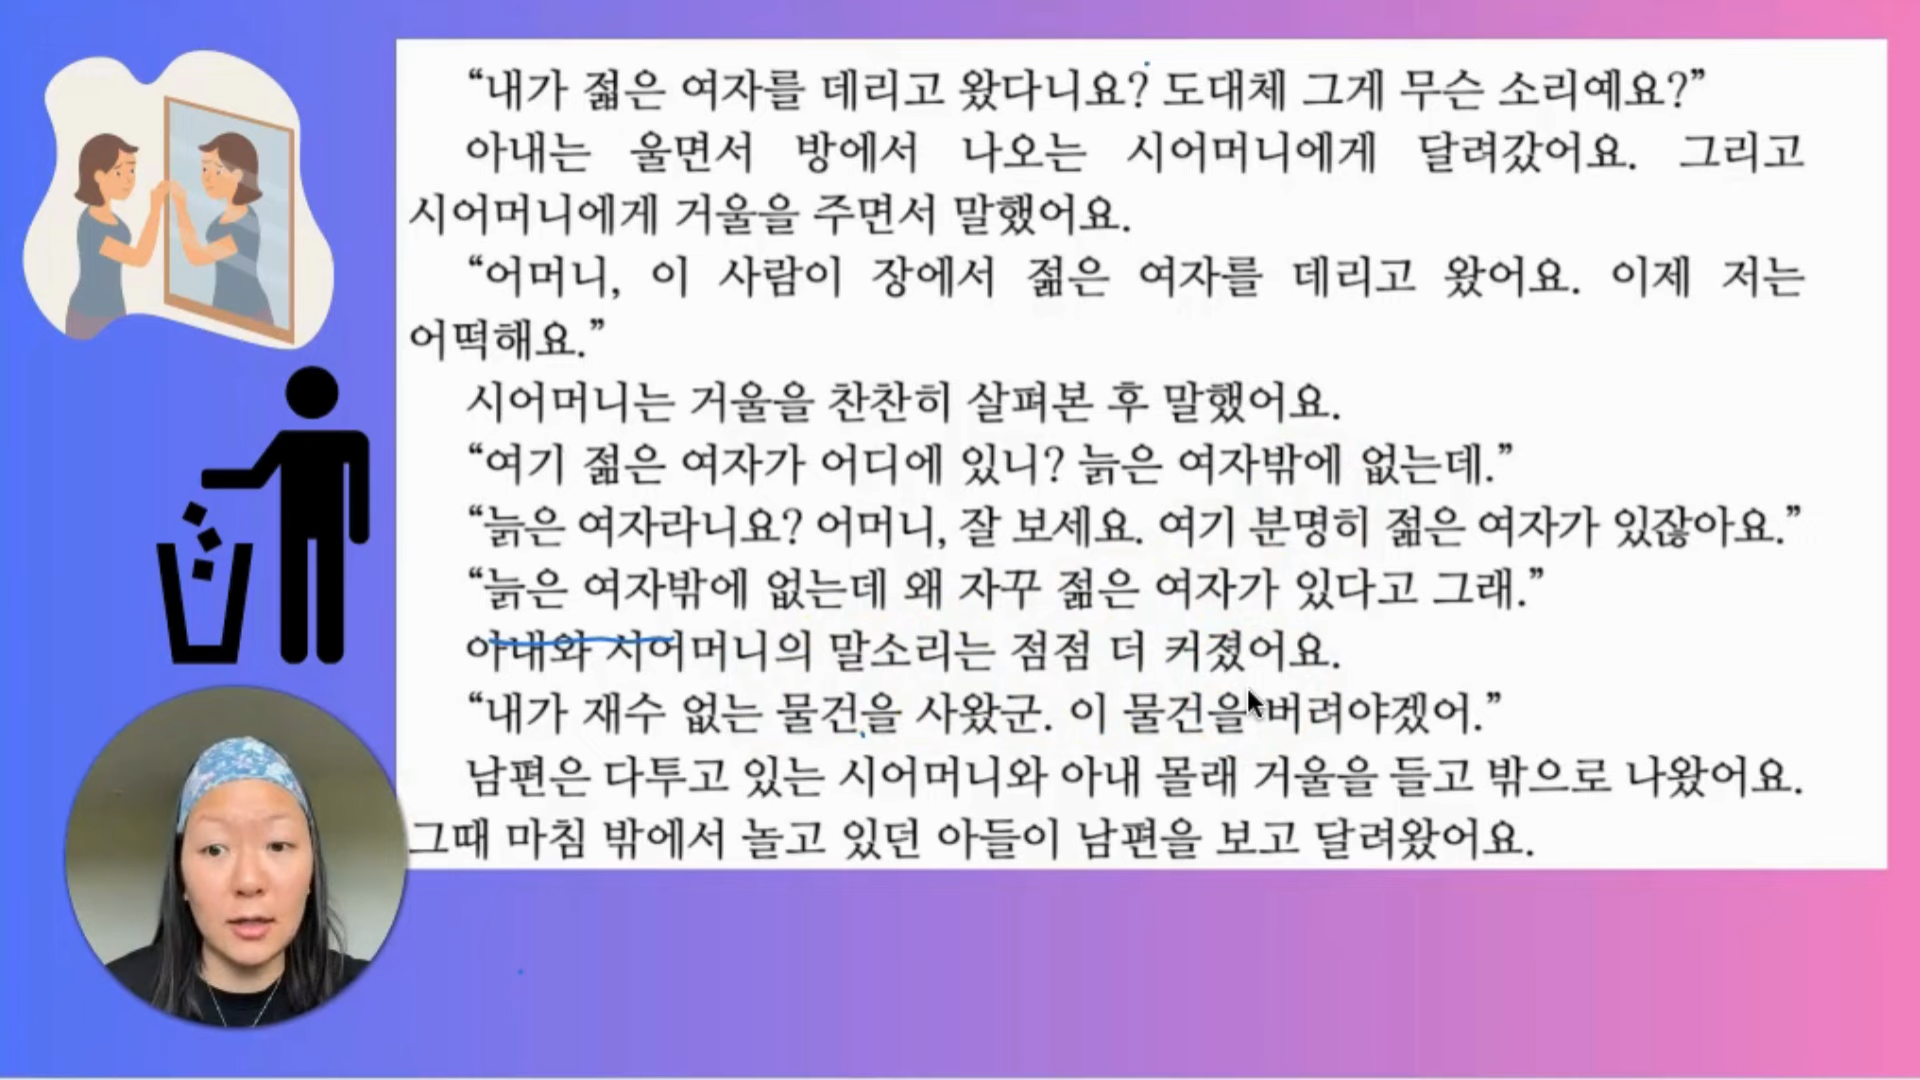 “내가 젊은 여자를 데리고 왔다니요? 도대체 그게 무슨 소리예요?”
아내는 울면서 방에서 나오는 시어머니에게 달려갔어요. 그리고
시어머니에게 거울을 주면서 말했어요.
“어머니, 이 사람이 장에서 젊은 여자를 데리고 왔어요. 이제 저는
어떡해요.”
시어머니는 거울을 찬찬히 살펴본 후 말했어요.
“여기 젊은 여자가 어디에 있니? 늙은 여자밖에 없는데.”
“늙은 여자라니요? 어머니, 잘 보세요. 여기 분명히 젊은 여자가 있잖아요.”
“늙은 여자밖에 없는데 왜 자꾸 젊은 여자가 있다고 그래.”
아내와 시어머니의 말소리는 점점 더 커졌어요.
“내가 재수 없는 물건을 사왔군. 이 물건을 버려야겠어.”
남편은 다투고 있는 시어머니와 아내 몰래 거울을 들고 밖으로 나왔어요.
그때 마침 밖에서 놀고 있던 아들이 남편을 보고 달려왔어요.